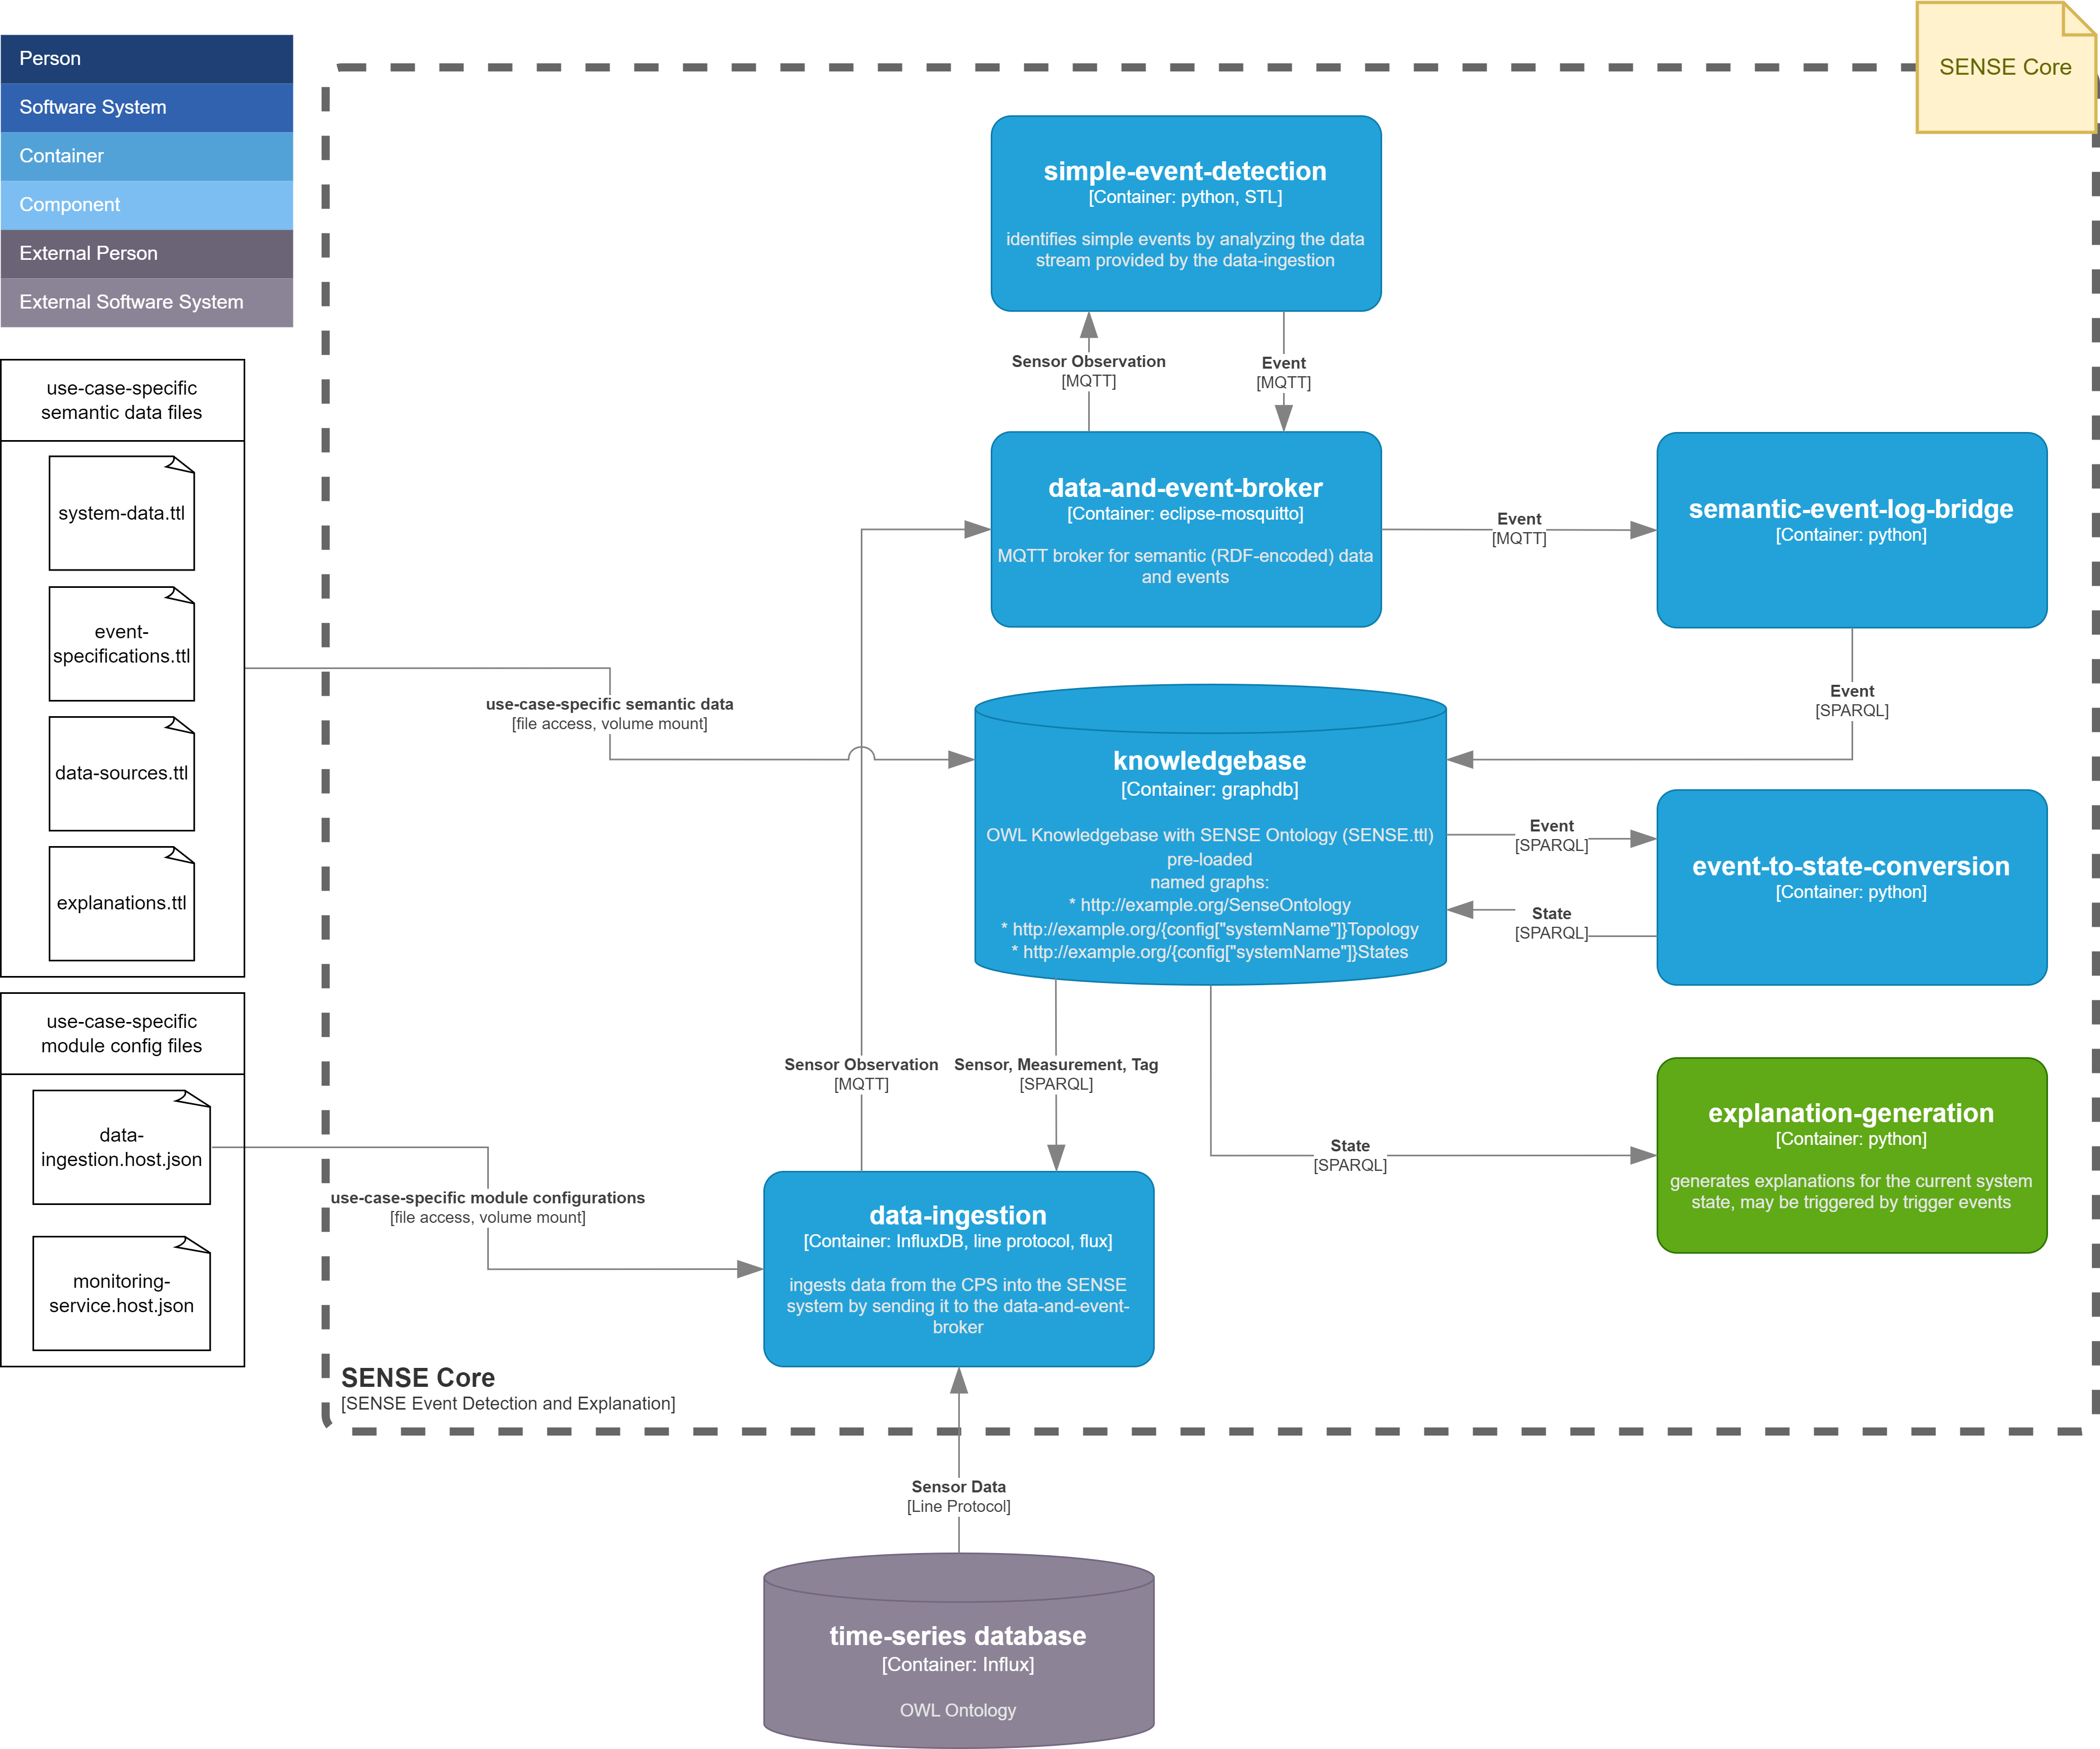 SENSE Core
Person
Software System
Container
Component
External Person
External Software System
use-case-specific
semantic data files
system-data.ttl
event-
specifications.ttl
data-sources.ttl
explanations.ttl
use-case-specific
module config files
data-
ingestion.host.json
monitoring-
service.host.json
simple-event-detection
[Container: python, STL]
identifies simple events by analyzing the data
stream provided by the data-ingestion
Sensor Observation
[MQTT]
Event
[MQTT]
data-and-event-broker
[Container: eclipse-mosquitto]
MQTT broker for semantic (RDF-encoded) data
and events
Event
[MQTT]
semantic-event-log-bridge
[Container: python]
Event
[SPARQL]
use-case-specific semantic data
[file access, volume mount]
knowledgebase
[Container: graphdb]
OWL Knowledgebase with SENSE Ontology (SENSE.ttl)
pre-loaded
named graphs:
* http://example.org/SenseOntology
* http://example.org/{config["systemName"]}Topology
* http://example.org/{config["systemName"]}States
Event
[SPARQL]
State
[SPARQL]
event-to-state-conversion
[Container: python]
Sensor Observation
[MQTT]
Sensor, Measurement, Tag
[SPARQL]
State
[SPARQL]
explanation-generation
[Container: python]
generates explanations for the current system
state, may be triggered by trigger events
use-case-specific module configurations
[file access, volume mount]
data-ingestion
[Container: InfluxDB, line protocol, flux]
ingests data from the CPS into the SENSE
system by sending it to the data-and-event-
broker
SENSE Core
[SENSE Event Detection and Explanation]
Sensor Data
[Line Protocol]
time-series database
[Container: Influx]
OWL Ontology